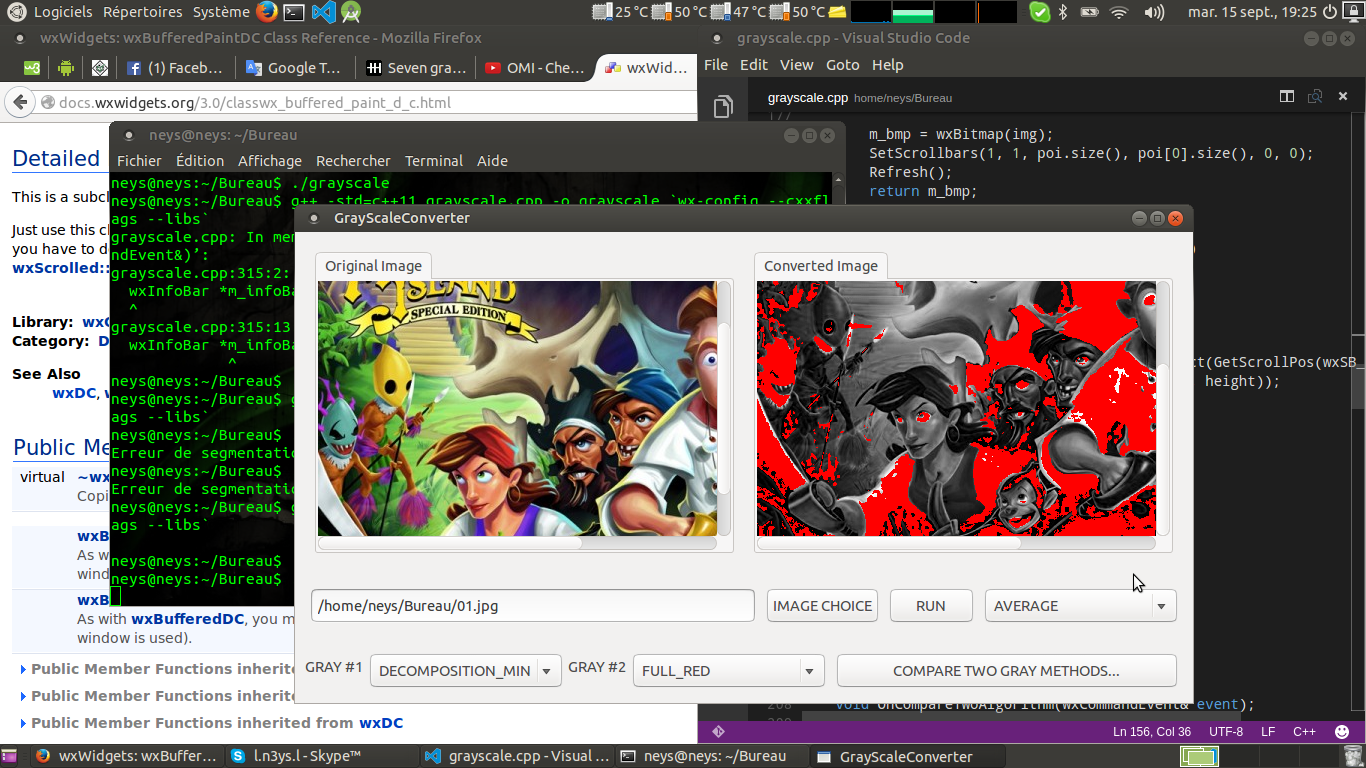 Logiciels Répertoires Système 25 °C 50 °C 47 °C 50 °C mar. 15 sept., 19:25
wxWidgets: wxBufferedPaintDC Class Reference - Mozilla Firefox
(1) Faceb… Google T… Seven gra… OMI - Che… wxWid…
docs.wxwidgets.org/3.0/classwx_buffered_paint_d_c.html
Detailed
This is a subcl
Just use this cl
you have to d
wxScrolled::
Library: wx
Category: D
See Also
wxDC, w
Public Me
virtual ~wx
Copi
wxB
As w
wind
wxB
As with wxBufferedDC, you m
window is used).
Public Member Functions inherite
Public Member Functions inherite
Public Member Functions inherited from wxDC
grayscale.cpp - Visual Studio Code
File Edit View Goto Help
grayscale.cpp home/neys/Bureau
177
m_bmp = wxBitmap(img);
SetScrollbars(1, 1, poi.size(), poi[0].size(), 0, 0);
Refresh();
return m_bmp;
ct(GetScrollPos(wxSB_
height));
208 void OnCompareTwoAlgorithm(wxCommandEvent& event);
Ln 156, Col 36 UTF-8 LF C++
neys@neys: ~/Bureau
Fichier Édition Affichage Rechercher Terminal Aide
neys@neys:~/Bureau$ ./grayscale
neys@neys:~/Bureau$ g++ -std=c++11 grayscale.cpp -o grayscale `wx-config --cxxfl
ags --libs`
grayscale.cpp: In mem
ndEvent&)’:
grayscale.cpp:315:2:
wxInfoBar *m_infoBa
^
grayscale.cpp:315:13
wxInfoBar *m_infoBa
^
neys@neys:~/Bureau$
neys@neys:~/Bureau$ g
ags --libs`
neys@neys:~/Bureau$
Erreur de segmentatio
neys@neys:~/Bureau$
Erreur de segmentatio
neys@neys:~/Bureau$ g
ags --libs`
neys@neys:~/Bureau$
neys@neys:~/Bureau$
GrayScaleConverter
Original Image
ISLAND
SPECIAL EDITION
Converted Image
/home/neys/Bureau/01.jpg IMAGE CHOICE RUN AVERAGE
GRAY #1 DECOMPOSITION_MIN GRAY #2 FULL_RED COMPARE TWO GRAY METHODS...
wxWidgets: wxBuffer… l.n3ys.l - Skype™ grayscale.cpp - Visual … neys@neys: ~/Bureau GrayScaleConverter